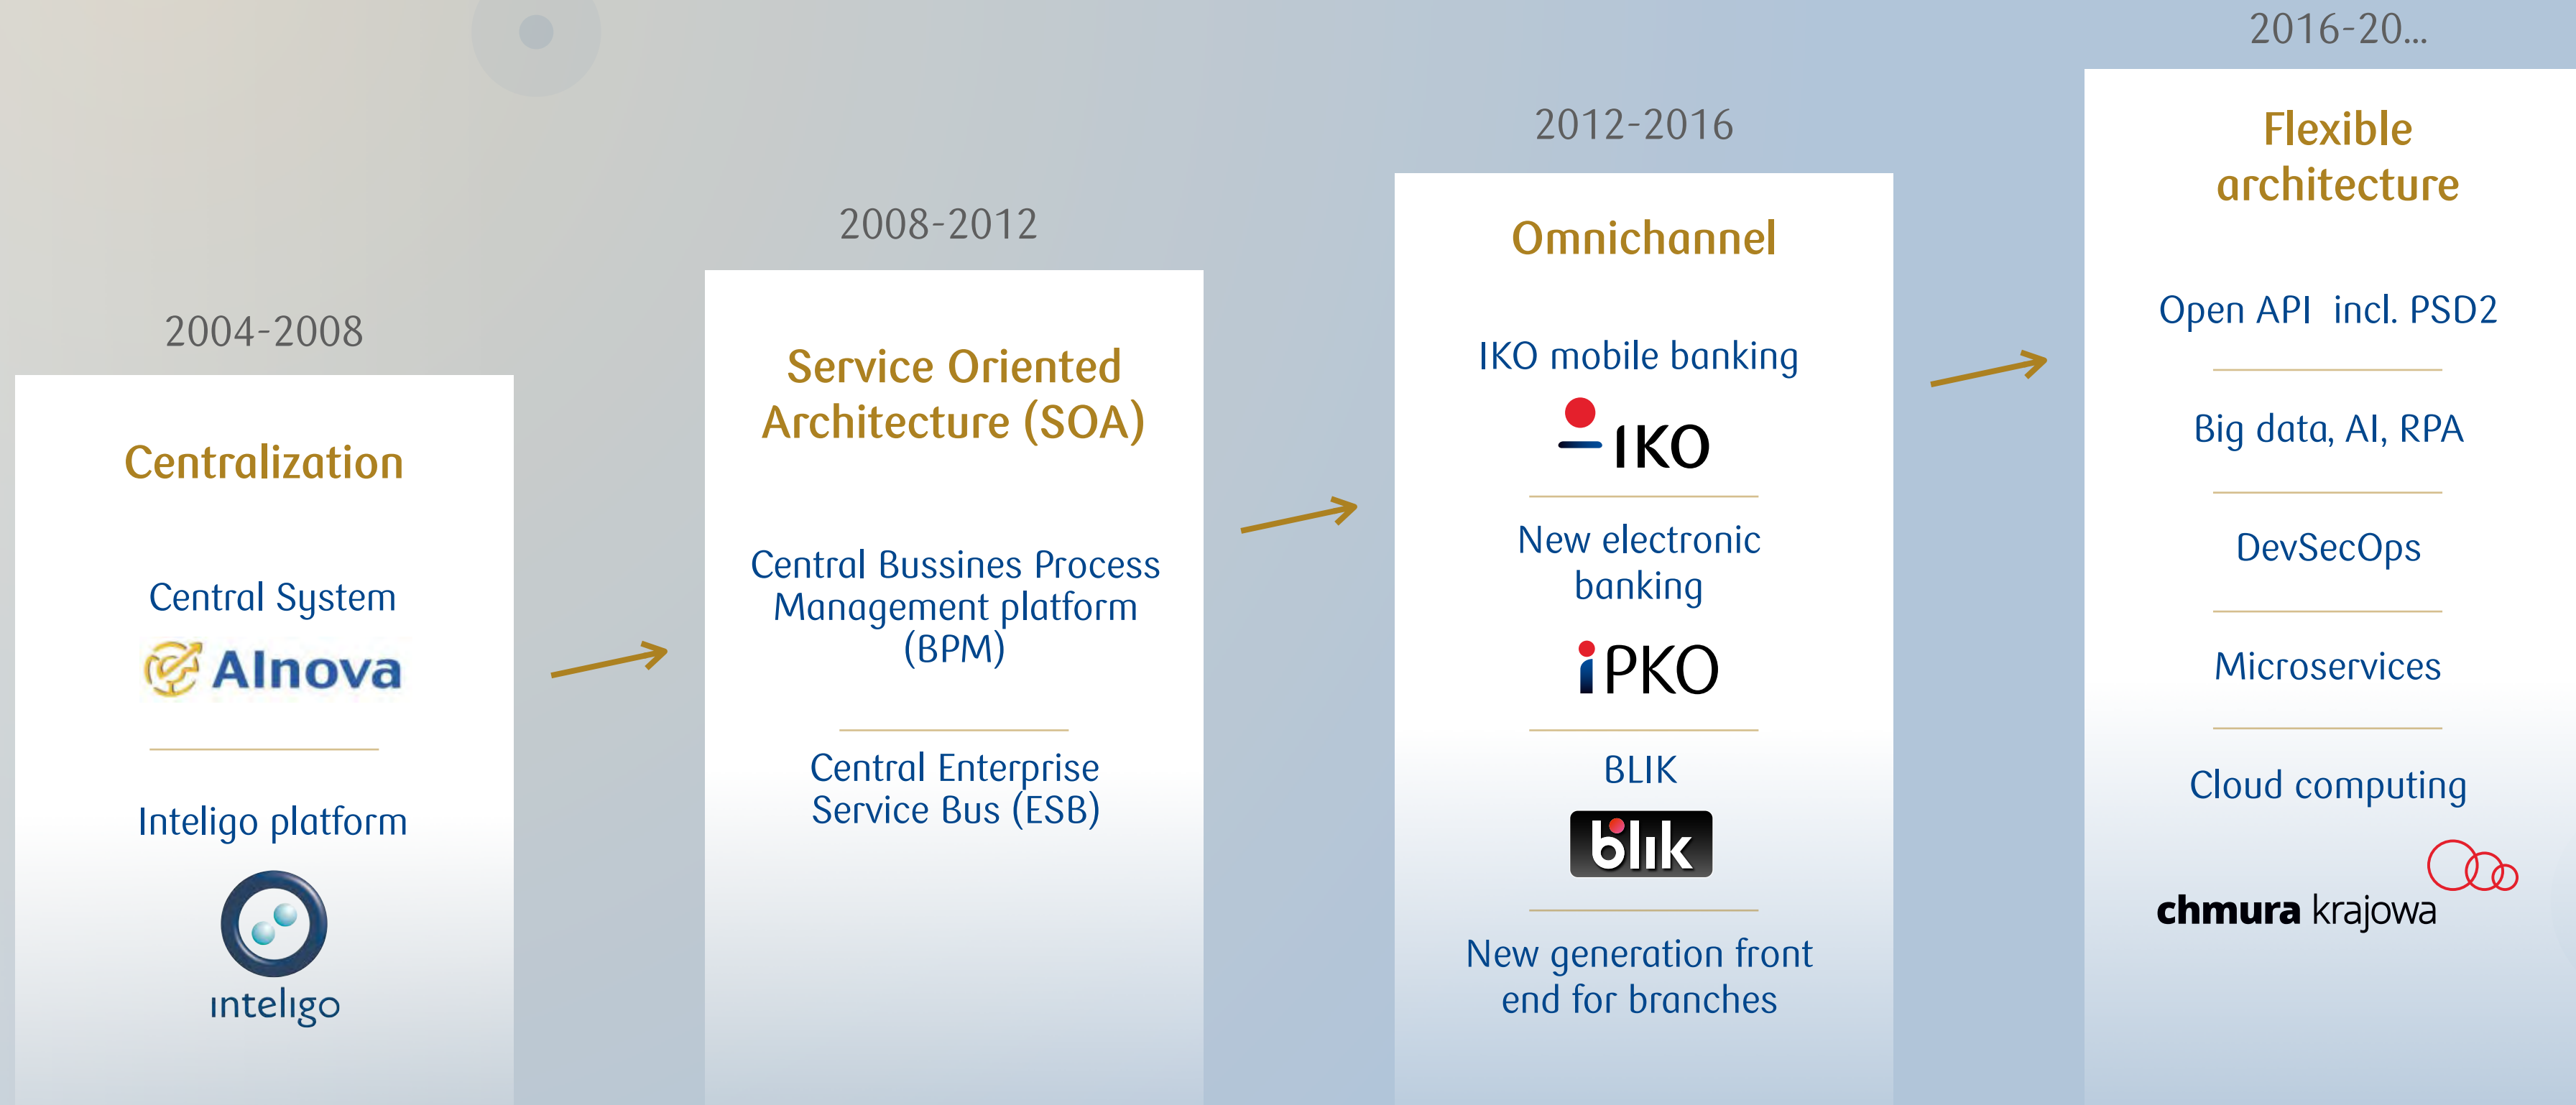 2004-2008
Centralization
Central System
Alnova
Inteligo platform
inteligo
2008-2012
Service Oriented
Architecture (SOA)
Central Bussines Process
Management platform
(BPM)
Central Enterprise
Service Bus (ESB)
2012-2016
Omnichannel
IKO mobile banking
IKO
New electronic
banking
iPKO
BLIK
blik
New generation front
end for branches
2016-20...
Flexible
architecture
Open API incl. PSD2
Big data, AI, RPA
DevSecOps
Microservices
Cloud computing
chmura krajowa